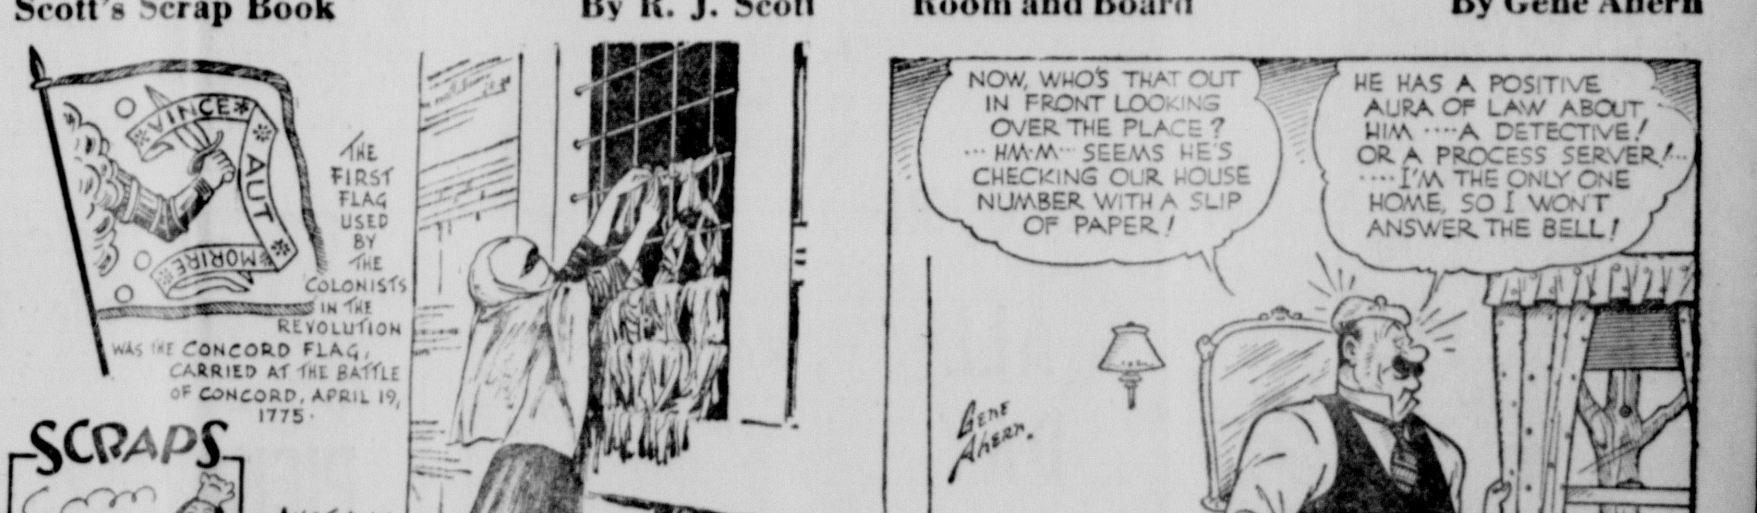 Scott's Scrap Book
By R. J. Scott
VINCE
AUT
MORIRE
THE
FIRST
FLAG
USED
BY
THE
COLONISTS
IN THE
REVOLUTION
WAS THE CONCORD FLAG,
CARRIED AT THE BATTLE
OF CONCORD, APRIL 19,
1775.
SCRAPS
Room and Board
By Gene Ahern
NOW, WHO'S THAT OUT
IN FRONT LOOKING
OVER THE PLACE?
... HM-M... SEEMS HE'S
CHECKING OUR HOUSE
NUMBER WITH A SLIP
OF PAPER!
HE HAS A POSITIVE
AURA OF LAW ABOUT
HIM ....A DETECTIVE!
OR A PROCESS SERVER!...
....I'M THE ONLY ONE
HOME, SO I WON'T
ANSWER THE BELL!
GENE
AHERN.